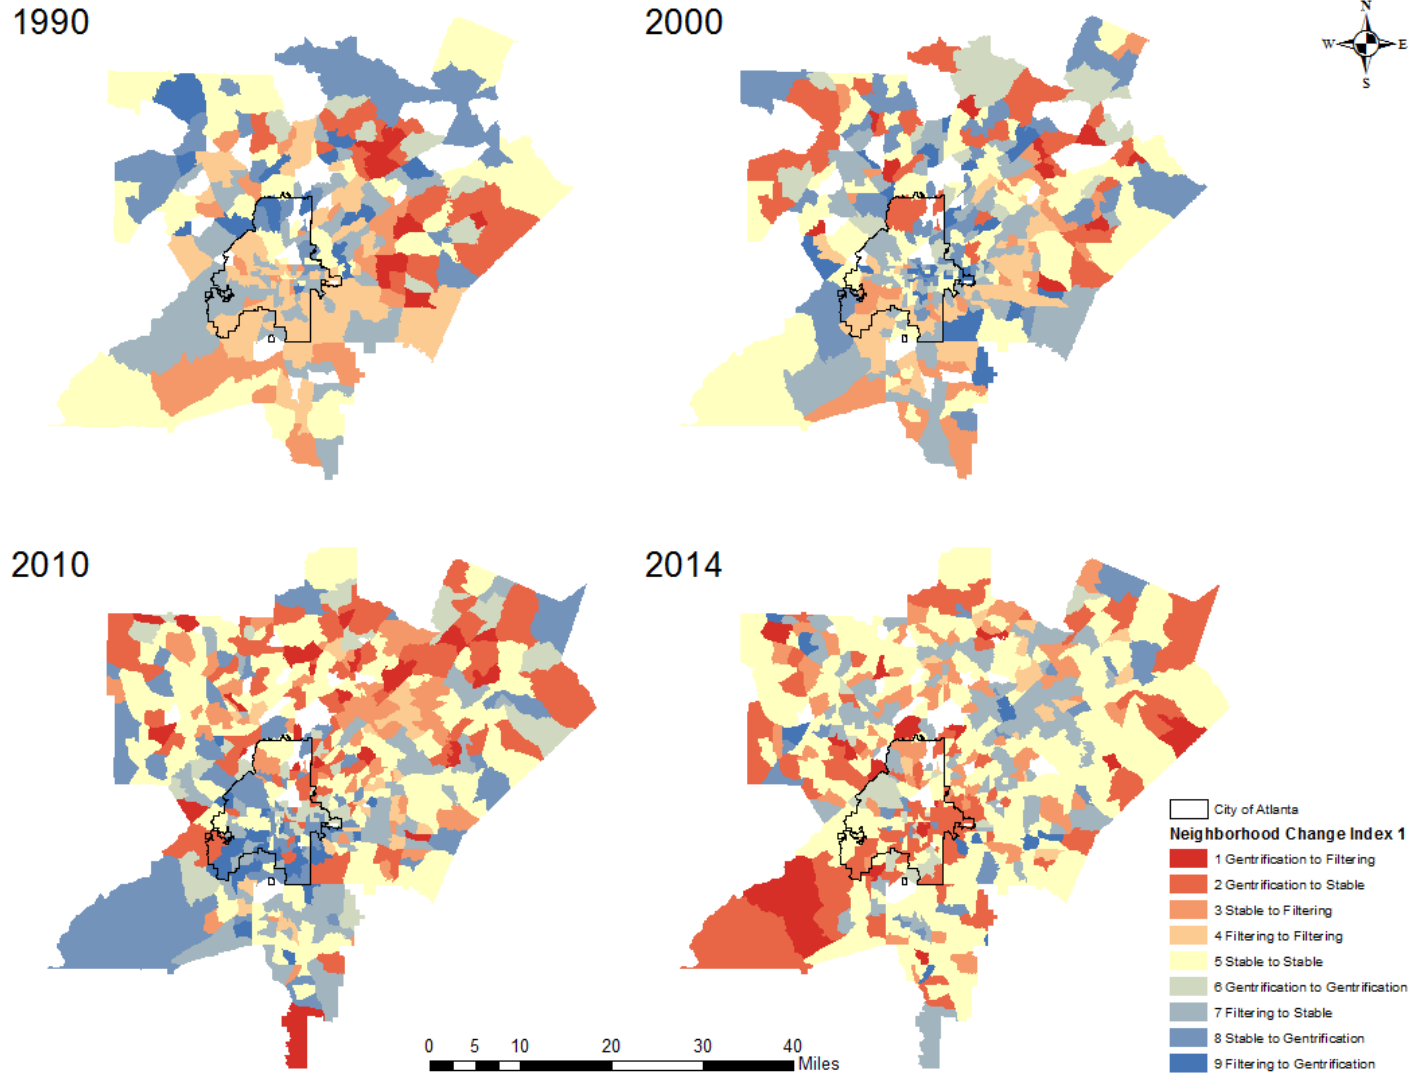 1990
2000
N
W E
S
2010
2014
City of Atlanta
Neighborhood Change Index 1
1 Gentrification to Filtering
2 Gentrification to Stable
3 Stable to Filtering
4 Filtering to Filtering
5 Stable to Stable
6 Gentrification to Gentrification
7 Filtering to Stable
8 Stable to Gentrification
9 Filtering to Gentrification
0 5 10 20 30 40
Miles